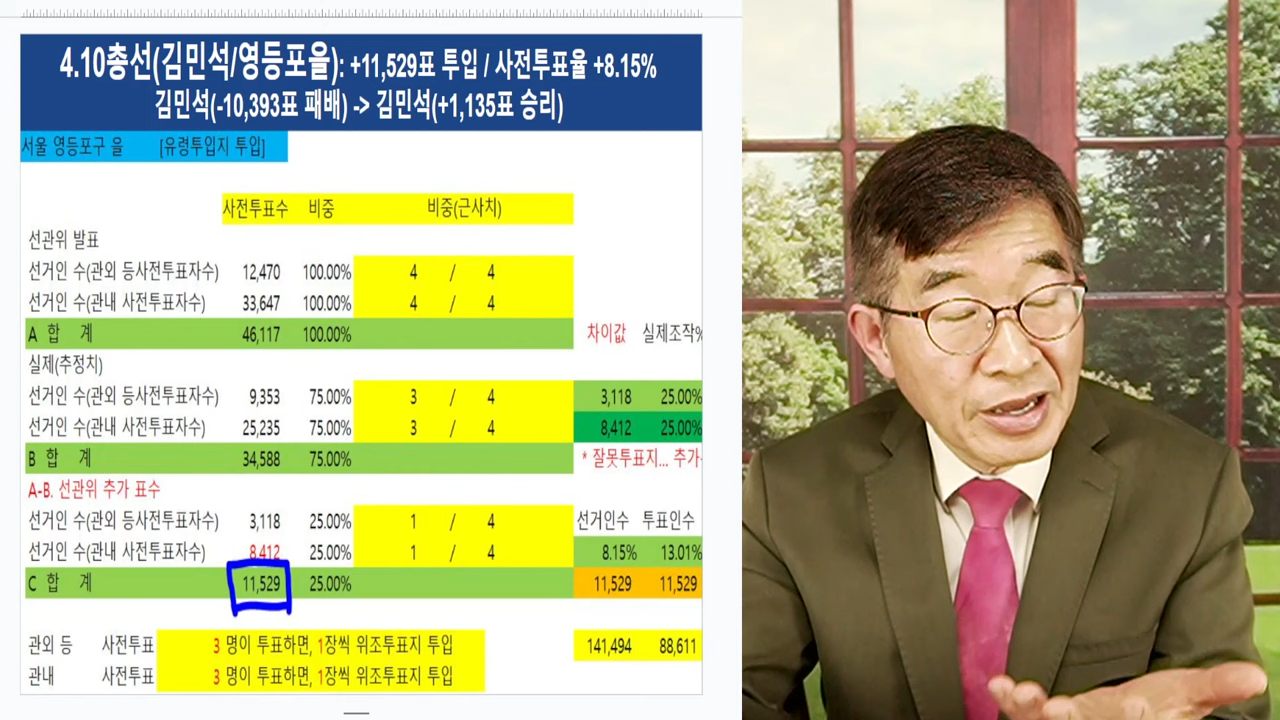 4.10총선(김민석/영등포을): +11,529표 투입 / 사전투표율 +8.15%
김민석(-10,393표 패배) -> 김민석(+1,135표 승리)
서울 영등포구 을 [유령투입지 투입]
사전투표수 비중 비중(근사치)
선관위 발표
선거인 수(관외 등사전투표자수) 12,470 100.00% 4 / 4
선거인 수(관내 사전투표자수) 33,647 100.00% 4 / 4
A 합 계 46,117 100.00% 차이값 실제조작%
실제(추정치)
선거인 수(관외 등사전투표자수) 9,353 75.00% 3 / 4 3,118 25.00%
선거인 수(관내 사전투표자수) 25,235 75.00% 3 / 4 8,412 25.00%
B 합 계 34,588 75.00% * 잘못투표지... 추가
A-B. 선관위 추가 표수
선거인 수(관외 등사전투표자수) 3,118 25.00% 1 / 4 선거인수 투표인수
선거인 수(관내 사전투표자수) 8,412 25.00% 1 / 4 8.15% 13.01%
C 합 계 11,529 25.00% 11,529 11,529
관외 등 사전투표 3 명이 투표하면, 1장씩 위조투표지 투입 141,494 88,611
관내 사전투표 3 명이 투표하면, 1장씩 위조투표지 투입